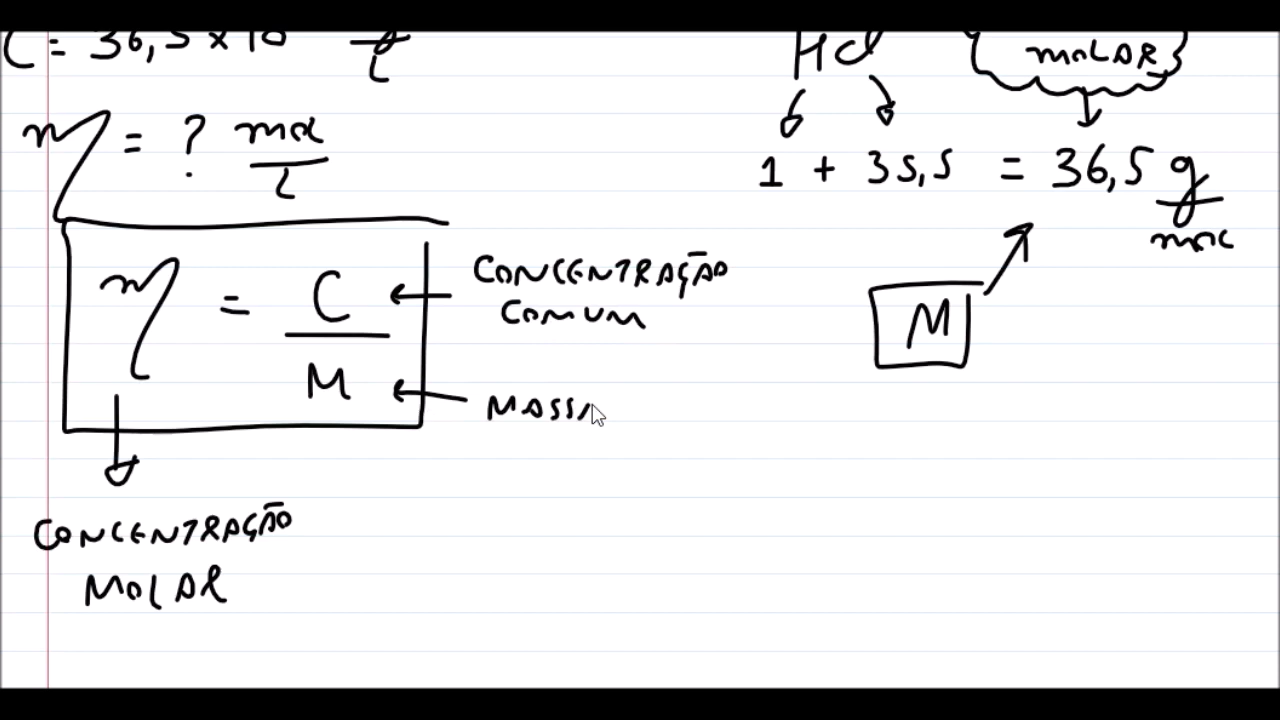 C = 36,5 x 10 g/L
HCl
MOLAR
M = ? mol/L
1 + 35,5 = 36,5 g/mol
M = C/M
CONCENTRAÇÃO
COMUM
M
MASSA
CONCENTRAÇÃO
MOLAR